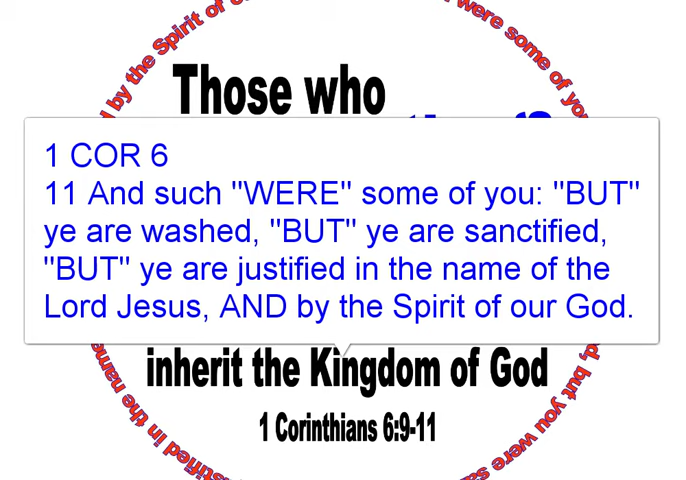 Those who
1 COR 6
11 And such "WERE" some of you: "BUT"
ye are washed, "BUT" ye are sanctified,
"BUT" ye are justified in the name of the
Lord Jesus, AND by the Spirit of our God.
inherit the Kingdom of God
1 Corinthians 6:9-11
by the Spirit of
were some of you
but you were
justified in the name